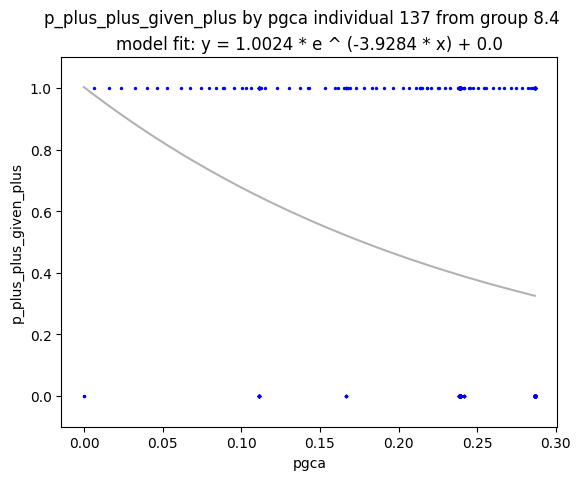 p_plus_plus_given_plus by pgca individual 137 from group 8.4
model fit: y = 1.0024 * e ^ (-3.9284 * x) + 0.0
p_plus_plus_given_plus
1.0
0.8
0.6
0.4
0.2
0.0
0.00 0.05 0.10 0.15 0.20 0.25 0.30
pgca